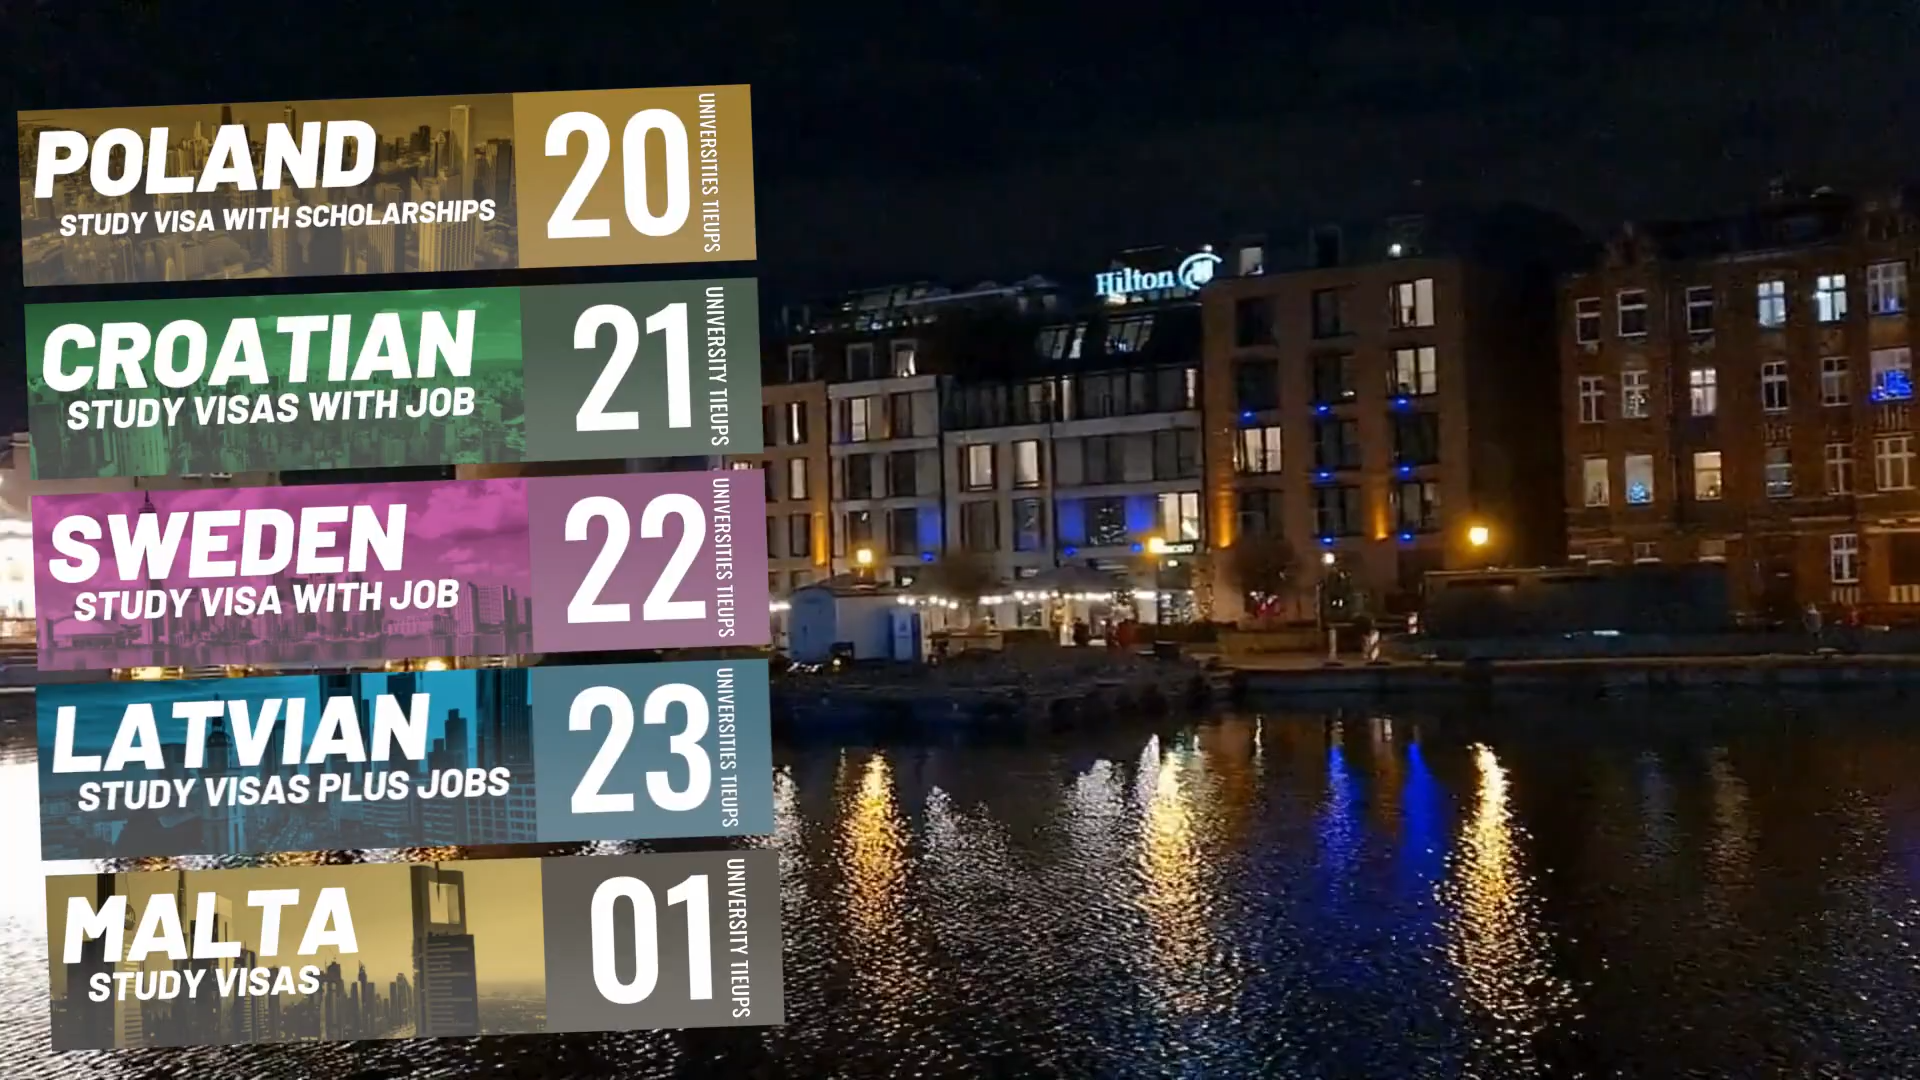 POLAND
STUDY VISA WITH SCHOLARSHIPS
20
UNIVERSITIES TIEUPS
CROATIAN
STUDY VISAS WITH JOB
21
UNIVERSITY TIEUPS
SWEDEN
STUDY VISA WITH JOB
22
UNIVERSITIES TIEUPS
LATVIAN
STUDY VISAS PLUS JOBS
23
UNIVERSITIES TIEUPS
MALTA
STUDY VISAS
01
UNIVERSITY TIEUPS
Hilton